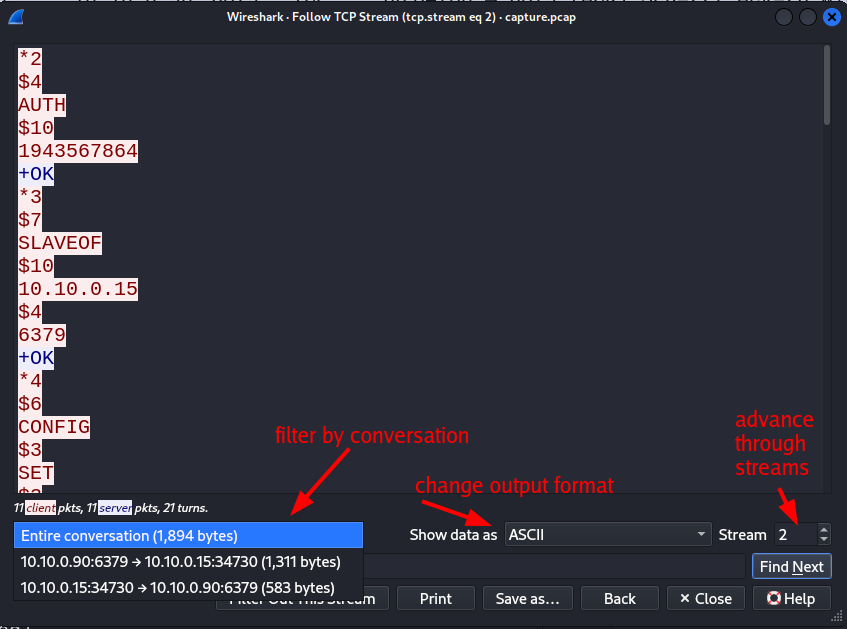 Wireshark · Follow TCP Stream (tcp.stream eq 2) · capture.pcap
*2
$4
AUTH
$10
1943567864
+OK
*3
$7
SLAVEOF
$10
10.10.0.15
$4
6379
+OK
*4
$6
CONFIG
$3
SET
filter by conversation
advance
through
streams
change output format
11 client pkts, 11 server pkts, 21 turns.
Entire conversation (1,894 bytes)
Show data as ASCII
Stream 2
10.10.0.90:6379 → 10.10.0.15:34730 (1,311 bytes)
Find Next
10.10.0.15:34730 → 10.10.0.90:6379 (583 bytes)
Filter Out This Stream
Print
Save as…
Back
Close
Help